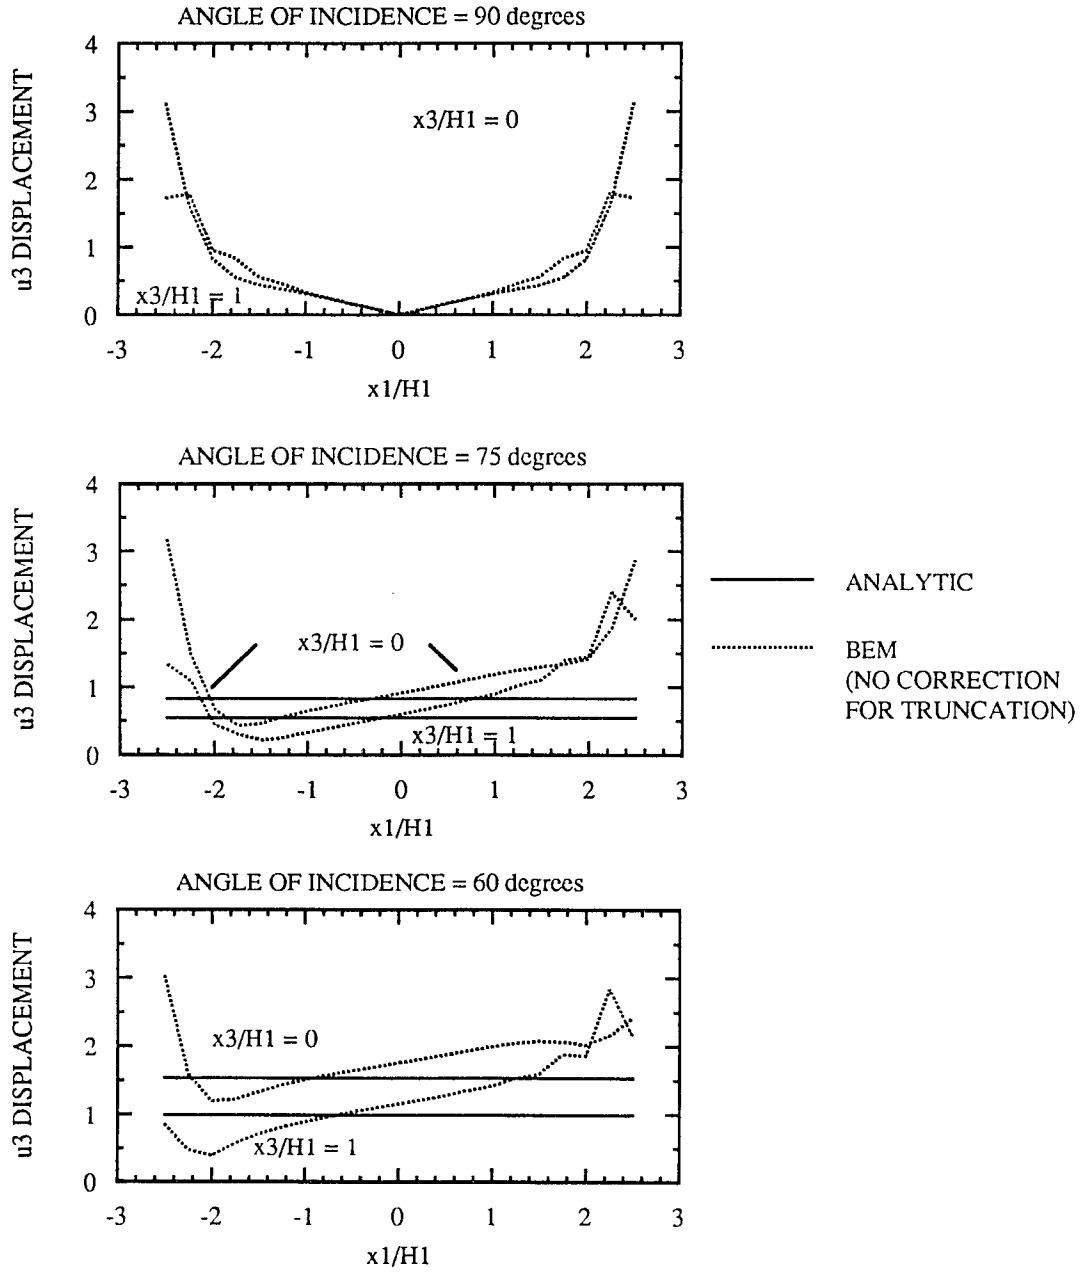 ANGLE OF INCIDENCE = 90 degrees
4
3
2
1
0
u3 DISPLACEMENT
x3/H1 = 0
x3/H1 = 1
-3 -2 -1 0 1 2 3
x1/H1
ANGLE OF INCIDENCE = 75 degrees
4
3
2
1
0
u3 DISPLACEMENT
x3/H1 = 0
x3/H1 = 1
-3 -2 -1 0 1 2 3
x1/H1
ANALYTIC
BEM
(NO CORRECTION
FOR TRUNCATION)
ANGLE OF INCIDENCE = 60 degrees
4
3
2
1
0
u3 DISPLACEMENT
x3/H1 = 0
x3/H1 = 1
-3 -2 -1 0 1 2 3
x1/H1